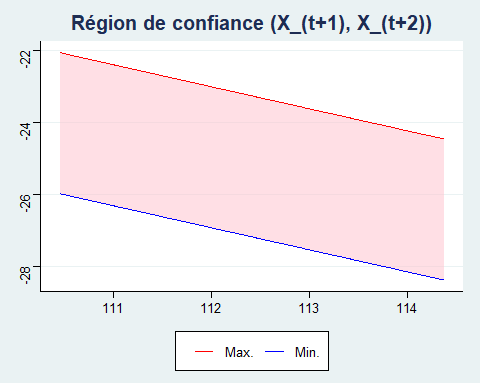 Région de confiance (X_(t+1), X_(t+2))
-22
-24
-26
-28
111 112 113 114
Max. Min.